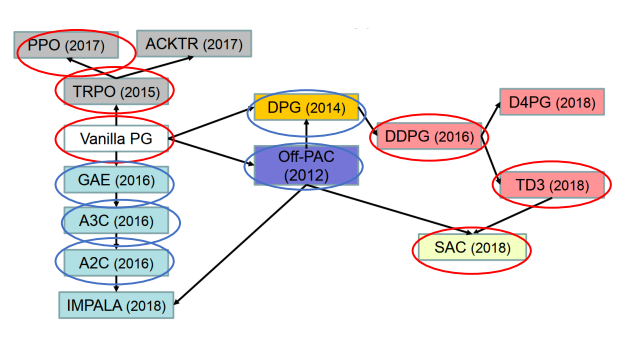 PPO (2017)
ACKTR (2017)
TRPO (2015)
DPG (2014)
D4PG (2018)
Vanilla PG
DDPG (2016)
Off-PAC
(2012)
GAE (2016)
TD3 (2018)
A3C (2016)
SAC (2018)
A2C (2016)
IMPALA (2018)